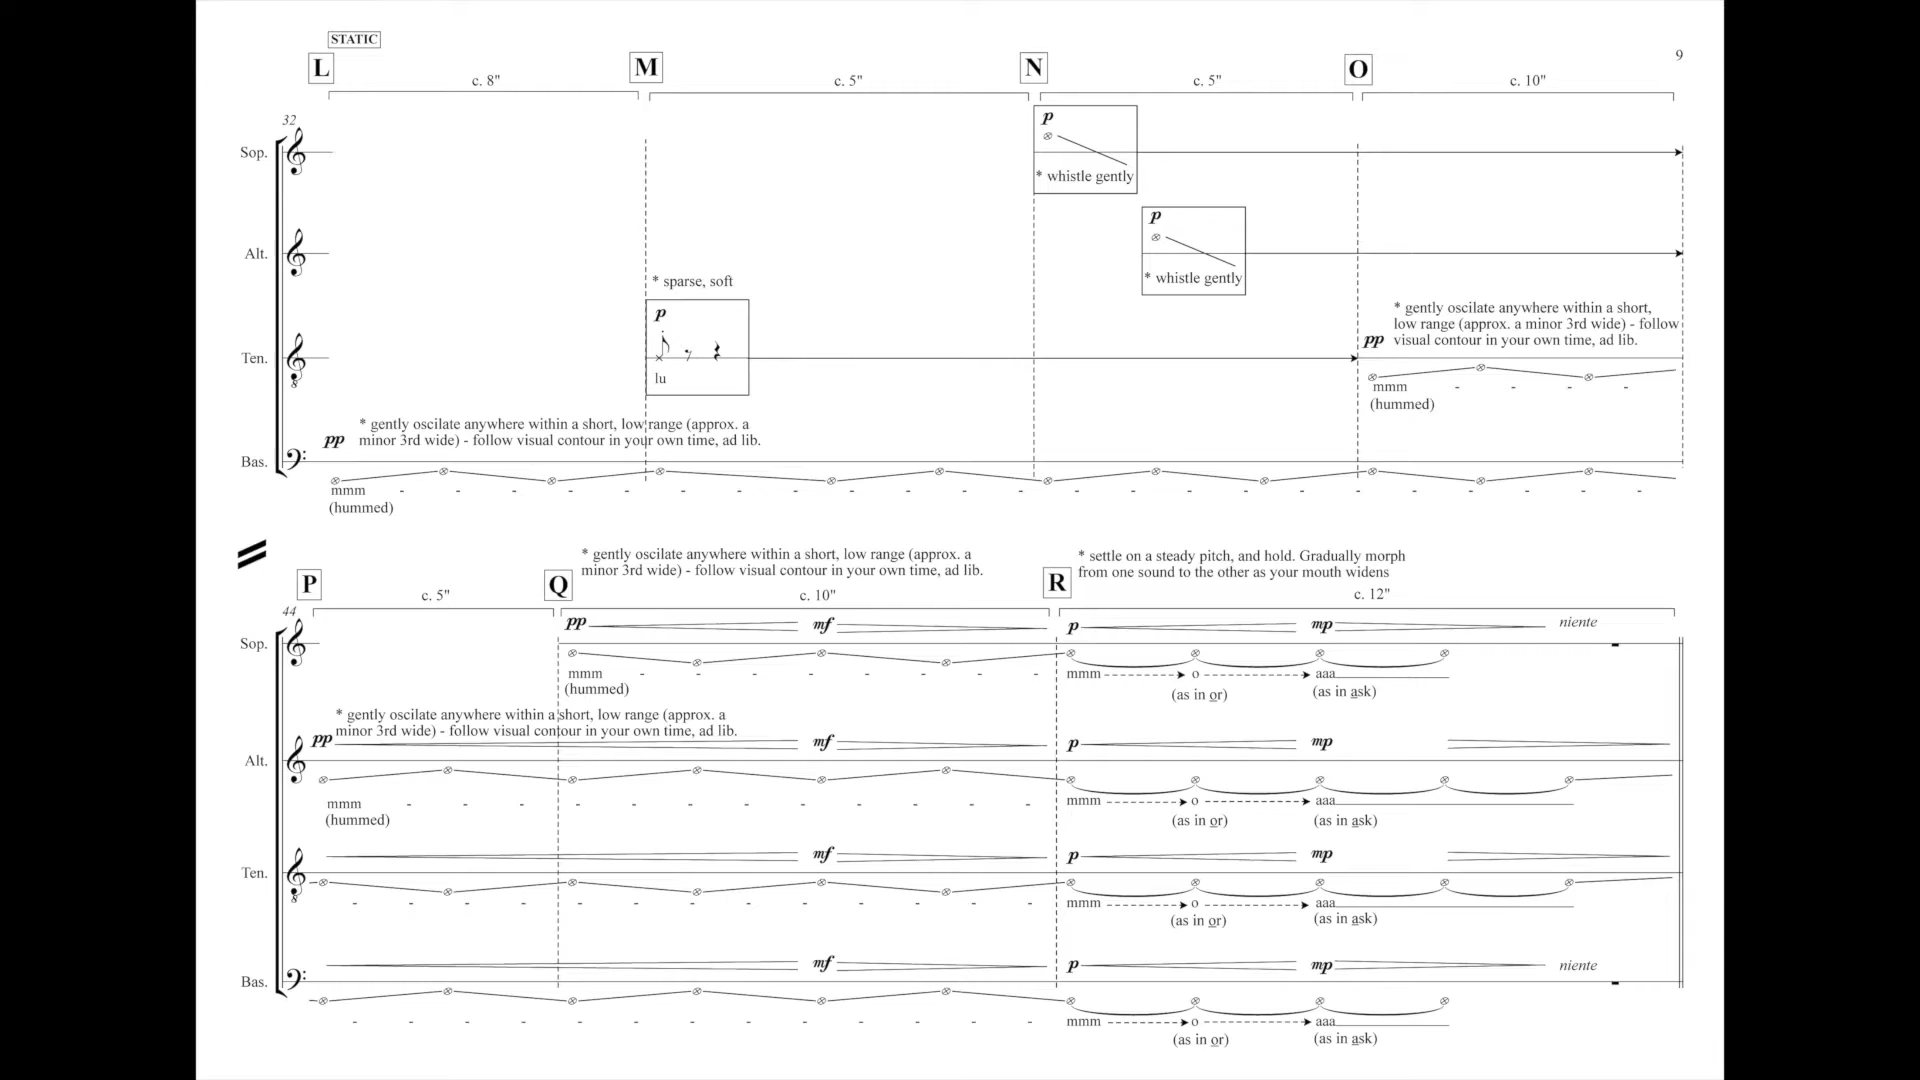 STATIC
L M N O 9
c. 8" c. 5" c. 5" c. 10"
32
p
Sop.
* whistle gently
p
Alt.
* whistle gently
* sparse, soft
p
* gently oscilate anywhere within a short,
low range (approx. a minor 3rd wide) - follow
pp visual contour in your own time, ad lib.
Ten.
lu
mmm - - - -
(hummed)
* gently oscilate anywhere within a short, low range (approx. a
pp minor 3rd wide) - follow visual contour in your own time, ad lib.
Bas.
mmm - - - - - - - - - - - - - - - - - - - - - - -
(hummed)
* gently oscilate anywhere within a short, low range (approx. a
minor 3rd wide) - follow visual contour in your own time, ad lib.
* settle on a steady pitch, and hold. Gradually morph
from one sound to the other as your mouth widens
P Q R
c. 5" c. 10" c. 12"
44
pp mf p mp niente
Sop.
mmm - - - - - - - - mmm o aaa
(hummed) (as in or) (as in ask)
* gently oscilate anywhere within a short, low range (approx. a
minor 3rd wide) - follow visual contour in your own time, ad lib.
pp mf p mp
Alt.
mmm - - - - - - - - - - - - mmm o aaa
(hummed) (as in or) (as in ask)
mf p mp
Ten.
- - - - - - - - - - - - - mmm o aaa
(as in or) (as in ask)
mf p mp niente
Bas.
- - - - - - - - - - - - - mmm o aaa
(as in or) (as in ask)